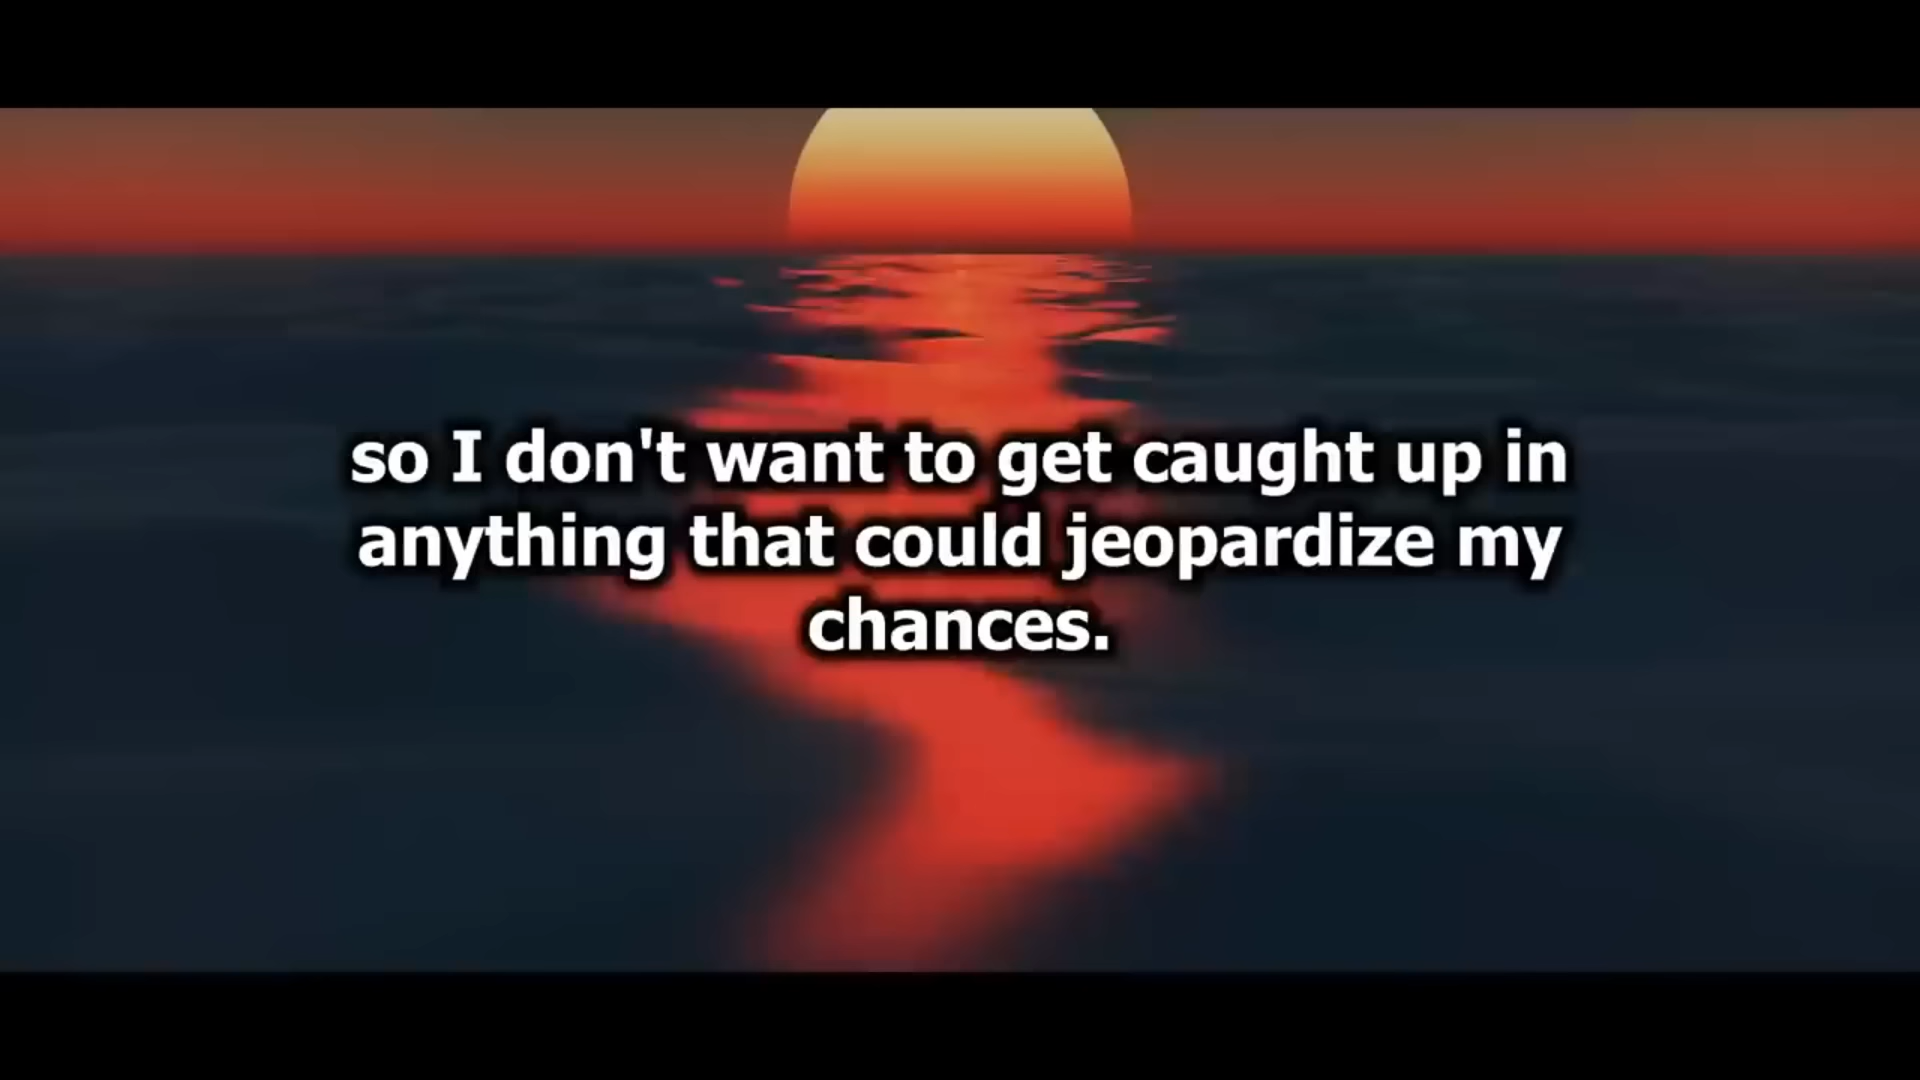 so I don't want to get caught up in
anything that could jeopardize my
chances.